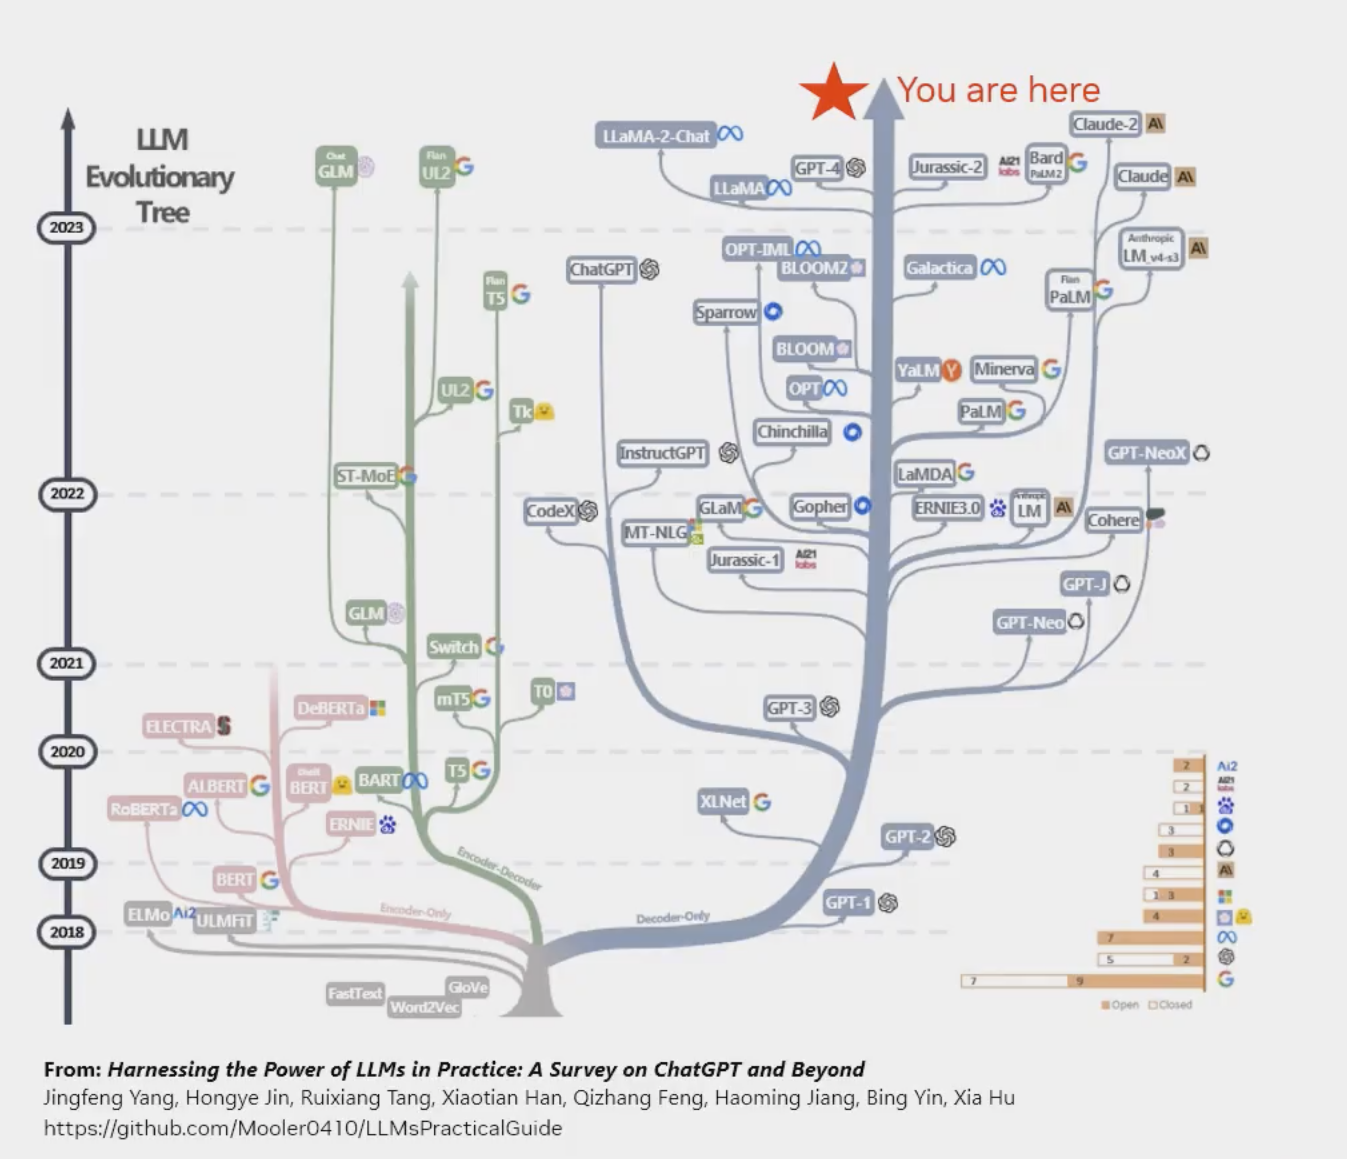 You are here
LLM
Evolutionary
Tree
Claude-2
LLaMA-2-Chat
Chat
GLM
Flan
UL2
GPT-4
Jurassic-2
AI21
labs
Bard
PaLM2
Claude
LLaMA
2023
OPT-IML
BLOOMZ
Anthropic
LM_v4-s3
ChatGPT
Galactica
Flan
T5
Flan
PaLM
Sparrow
BLOOM
YaLM
Minerva
UL2
OPT
Tk
PaLM
Chinchilla
InstructGPT
GPT-NeoX
ST-MoE
LaMDA
2022
CodeX
GLaM
Gopher
ERNIE3.0
Anthropic
LM
Cohere
MT-NLG
Jurassic-1
AI21
labs
GPT-J
GLM
GPT-Neo
Switch
2021
mT5
T0
DeBERTa
GPT-3
ELECTRA
2020
T5
BART
ALBERT
Distill
BERT
RoBERTa
XLNet
ERNIE
GPT-2
2019
Encoder-Decoder
BERT
GPT-1
ELMo
Ai2
ULMFiT
Encoder-Only
Decoder-Only
2018
FastText
Word2Vec
GloVe
2 Ai2
2 AI21 labs
1 1
3
3
4
1 3
4
7
5 2
7 9
Open Closed
From: Harnessing the Power of LLMs in Practice: A Survey on ChatGPT and Beyond
Jingfeng Yang, Hongye Jin, Ruixiang Tang, Xiaotian Han, Qizhang Feng, Haoming Jiang, Bing Yin, Xia Hu
https://github.com/Mooler0410/LLMsPracticalGuide